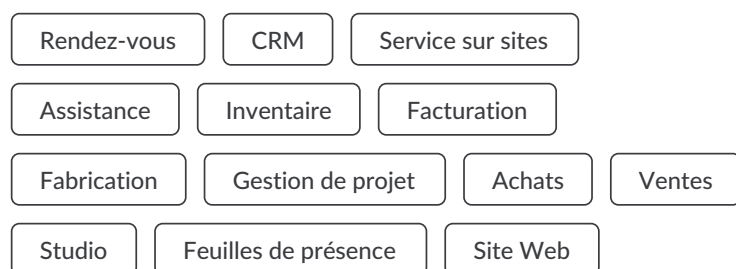 Rendez-vous CRM Service sur sites
Assistance Inventaire Facturation
Fabrication Gestion de projet Achats Ventes
Studio Feuilles de présence Site Web